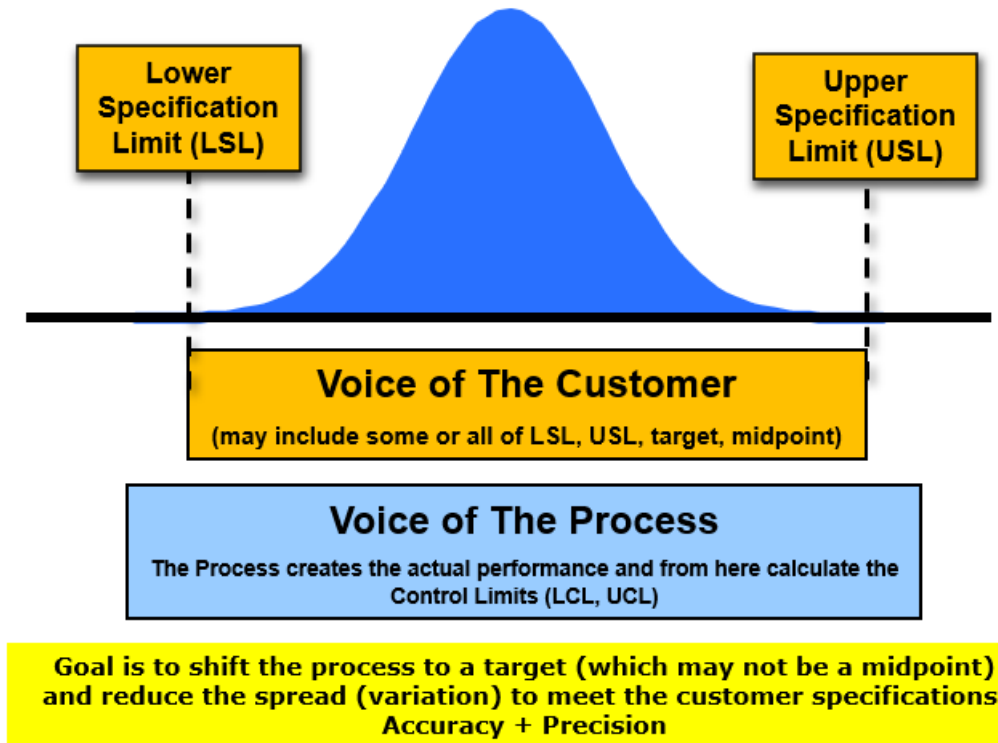 Lower
Specification
Limit (LSL)
Upper
Specification
Limit (USL)
Voice of The Customer
(may include some or all of LSL, USL, target, midpoint)
Voice of The Process
The Process creates the actual performance and from here calculate the
Control Limits (LCL, UCL)
Goal is to shift the process to a target (which may not be a midpoint)
and reduce the spread (variation) to meet the customer specifications
Accuracy + Precision